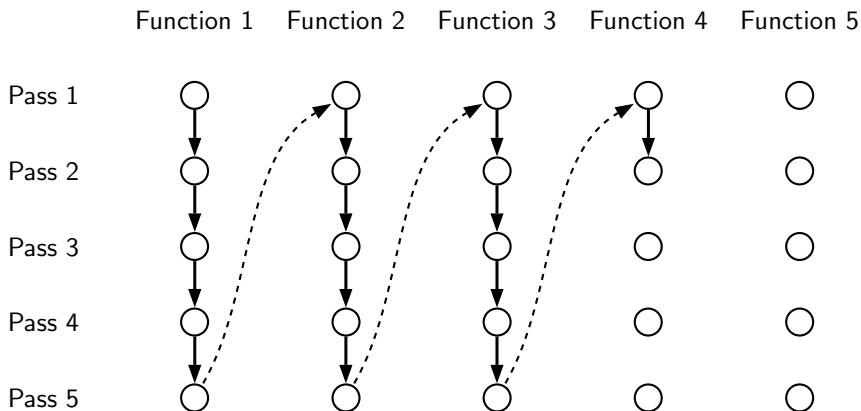 Function 1 Function 2 Function 3 Function 4 Function 5
Pass 1
Pass 2
Pass 3
Pass 4
Pass 5